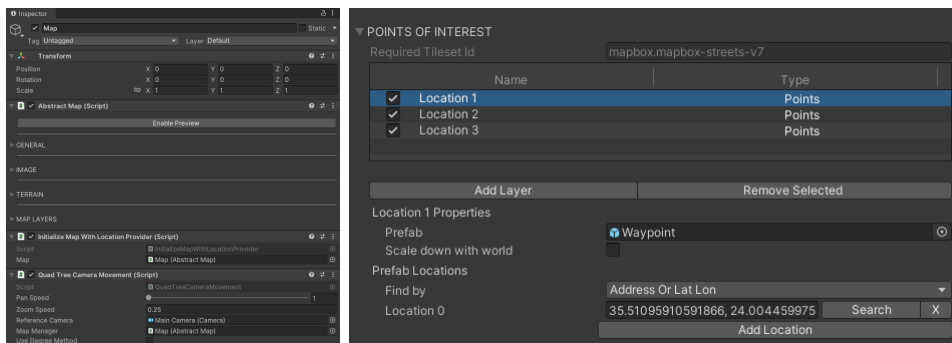 Inspector
Map
Static
Tag Untagged Layer Default
Transform
Position X 0 Y 0 Z 0
Rotation X 0 Y 0 Z 0
Scale X 1 Y 1 Z 1
Abstract Map (Script)
Enable Preview
GENERAL
IMAGE
TERRAIN
MAP LAYERS
Initialize Map With Location Provider (Script)
Script InitializeMapWithLocationProvider
Map Map (Abstract Map)
Quad Tree Camera Movement (Script)
Script QuadTreeCameraMovement
Pan Speed 1
Zoom Speed 0.25
Reference Camera Main Camera (Camera)
Map Manager Map (Abstract Map)
Use Degree Method
POINTS OF INTEREST
Required Tileset Id mapbox.mapbox-streets-v7
Name Type
Location 1 Points
Location 2 Points
Location 3 Points
Add Layer Remove Selected
Location 1 Properties
Prefab Waypoint
Scale down with world
Prefab Locations
Find by Address Or Lat Lon
Location 0 35.51095910591866, 24.004459975 Search X
Add Location